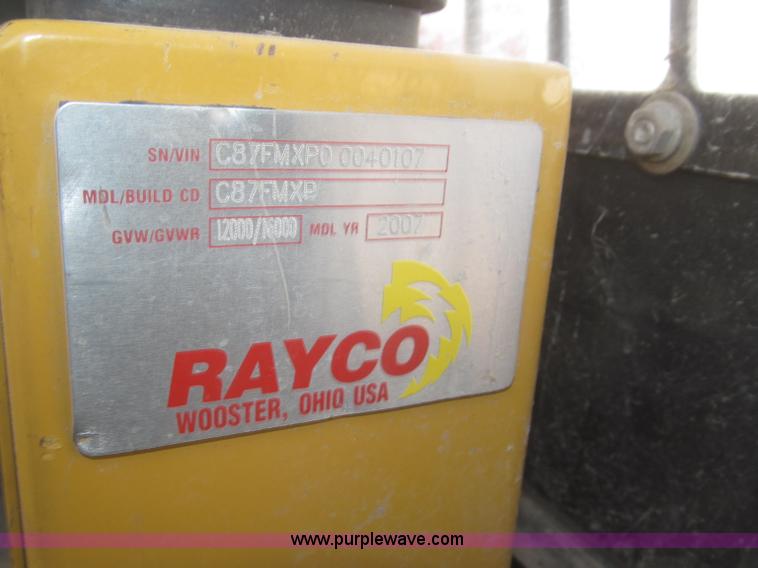 SN/VIN C87FMXP0 0040107
MDL/BUILD CD C87FMXP
GVW/GVWR 12000/16000 MDL YR 2007
RAYCO
WOOSTER, OHIO USA
www.purplewave.com